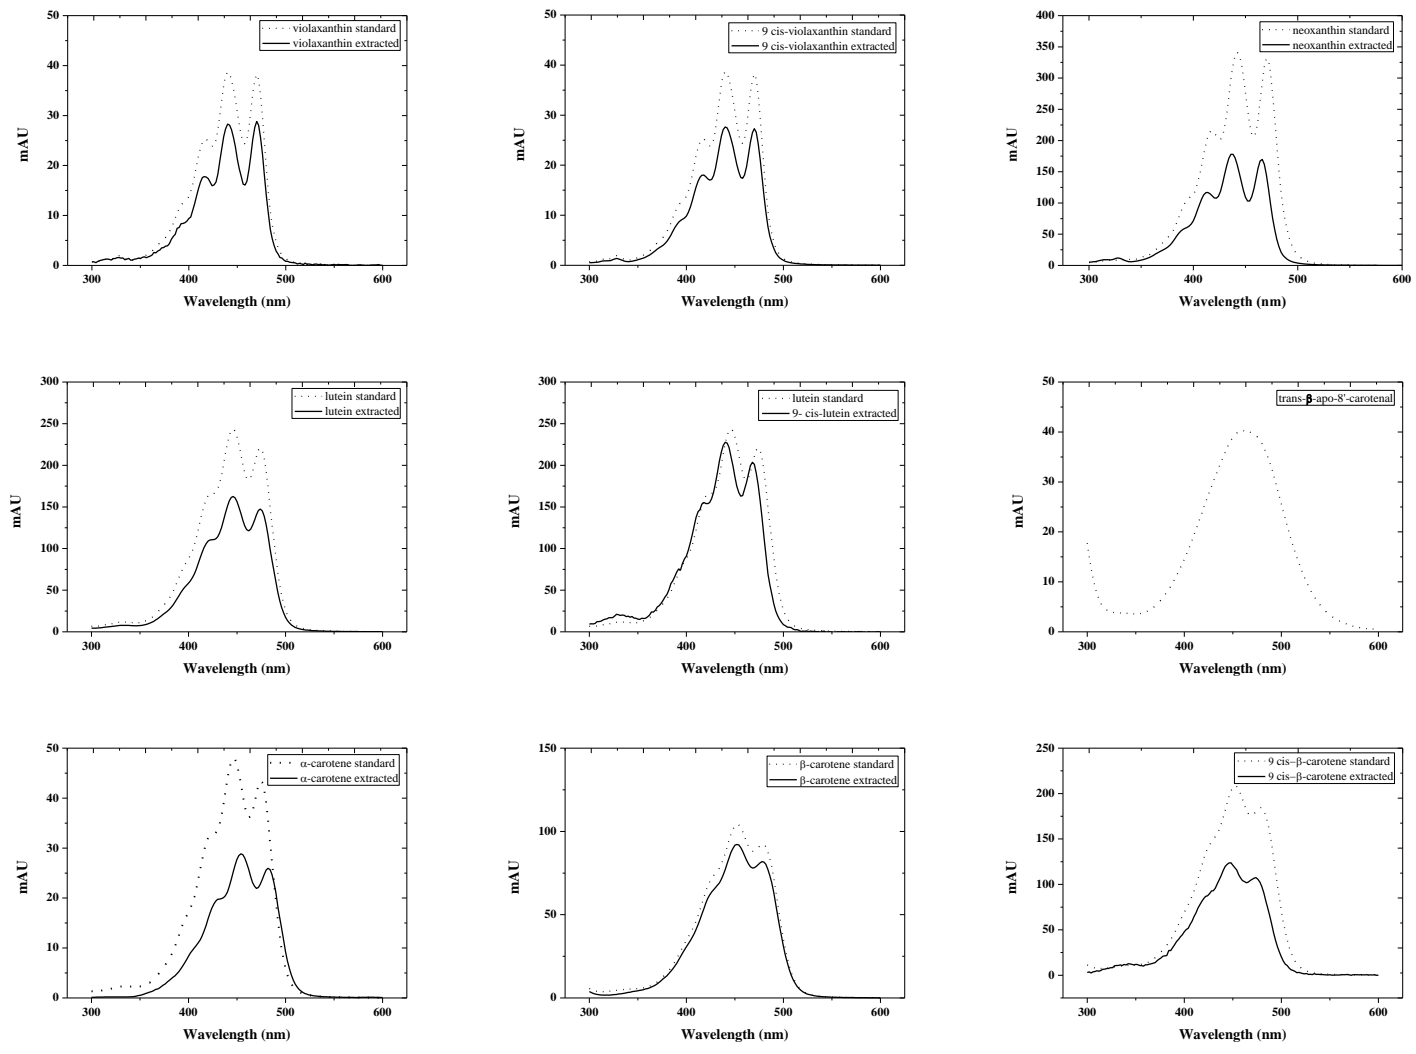 violaxanthin standard
violaxanthin extracted
50
40
30
20
10
0
mAU
300
400
500
600
Wavelength (nm)
9 cis-violaxanthin standard
9 cis-violaxanthin extracted
50
40
30
20
10
0
mAU
300
400
500
600
Wavelength (nm)
neoxanthin standard
neoxanthin extracted
400
350
300
250
200
150
100
50
0
mAU
300
400
500
600
Wavelength (nm)
lutein standard
lutein extracted
300
250
200
150
100
50
0
mAU
300
400
500
600
Wavelength (nm)
lutein standard
9- cis-lutein extracted
300
250
200
150
100
50
0
mAU
300
400
500
600
Wavelength (nm)
trans-β-apo-8'-carotenal
50
40
30
20
10
0
mAU
300
400
500
600
Wavelength (nm)
α-carotene standard
α-carotene extracted
50
40
30
20
10
0
mAU
300
400
500
600
Wavelength (nm)
β-carotene standard
β-carotene extracted
150
100
50
0
mAU
300
400
500
600
Wavelength (nm)
9 cis–β-carotene standard
9 cis–β-carotene extracted
250
200
150
100
50
0
mAU
300
400
500
600
Wavelength (nm)